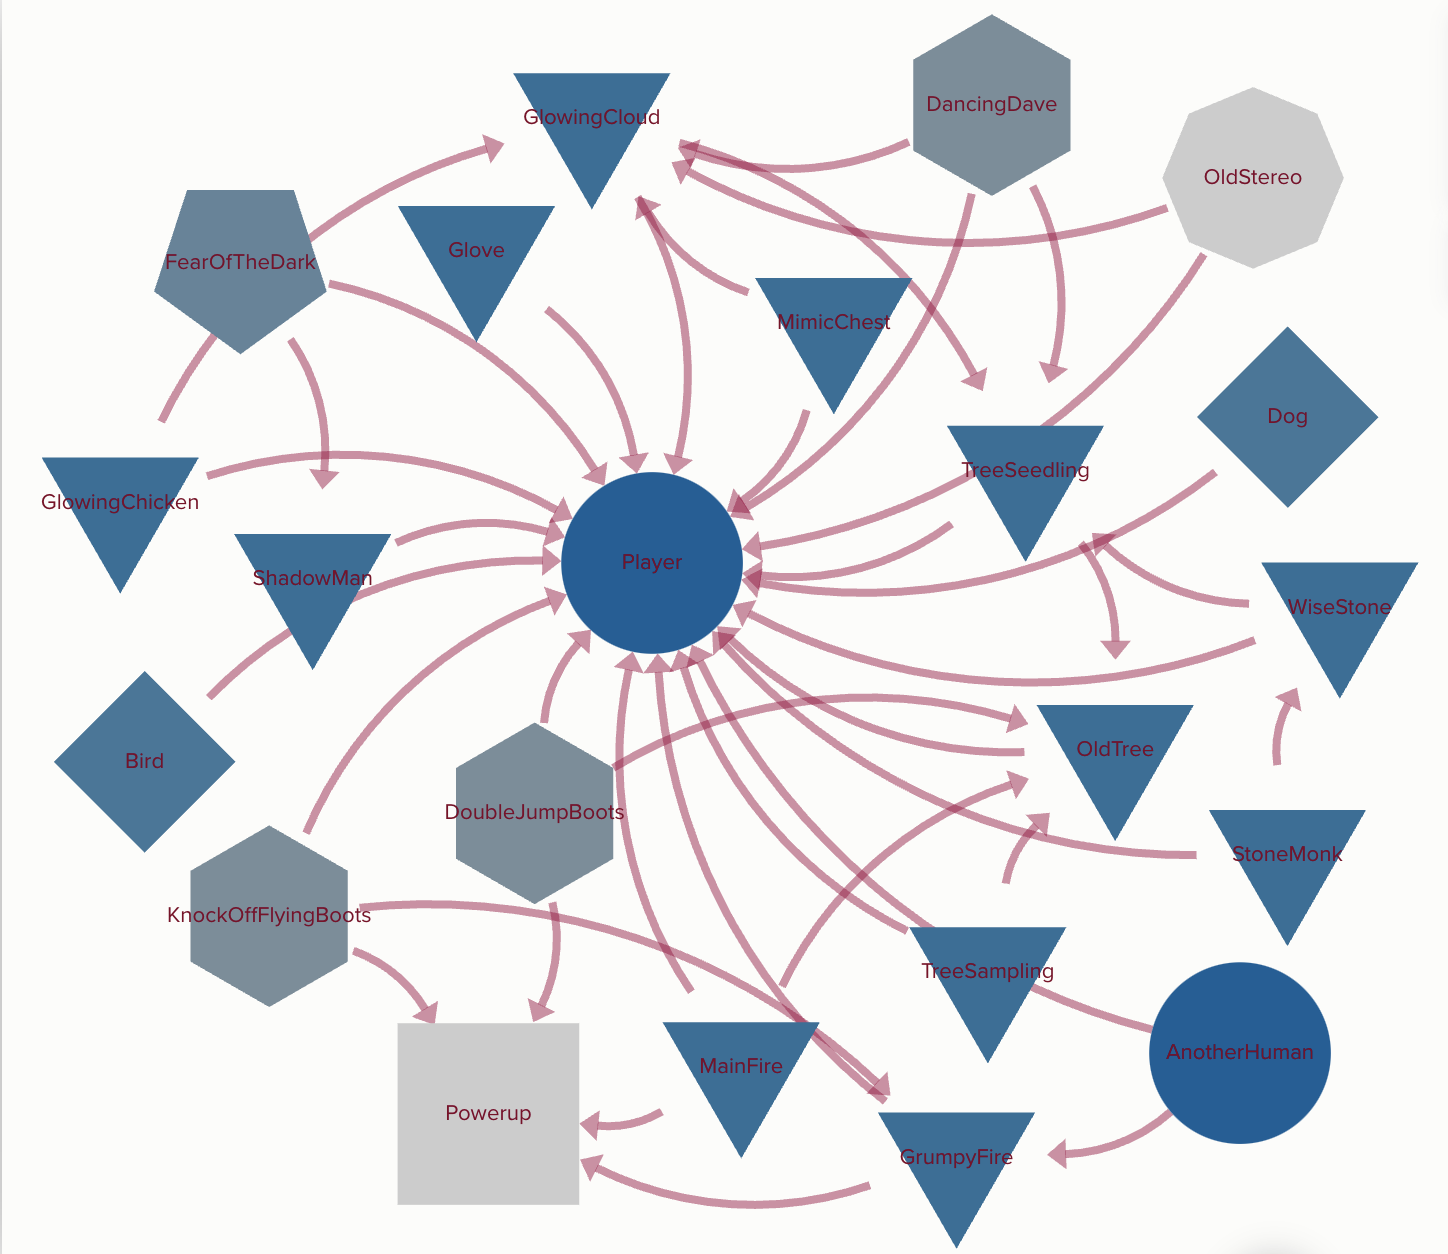 DancingDave
GlowingCloud
OldStereo
Glove
FearOfTheDark
MimicChest
Dog
TreeSeedling
GlowingChicken
Player
ShadowMan
WiseStone
OldTree
Bird
DoubleJumpBoots
StoneMonk
KnockOffFlyingBoots
TreeSampling
AnotherHuman
MainFire
Powerup
GrumpyFire